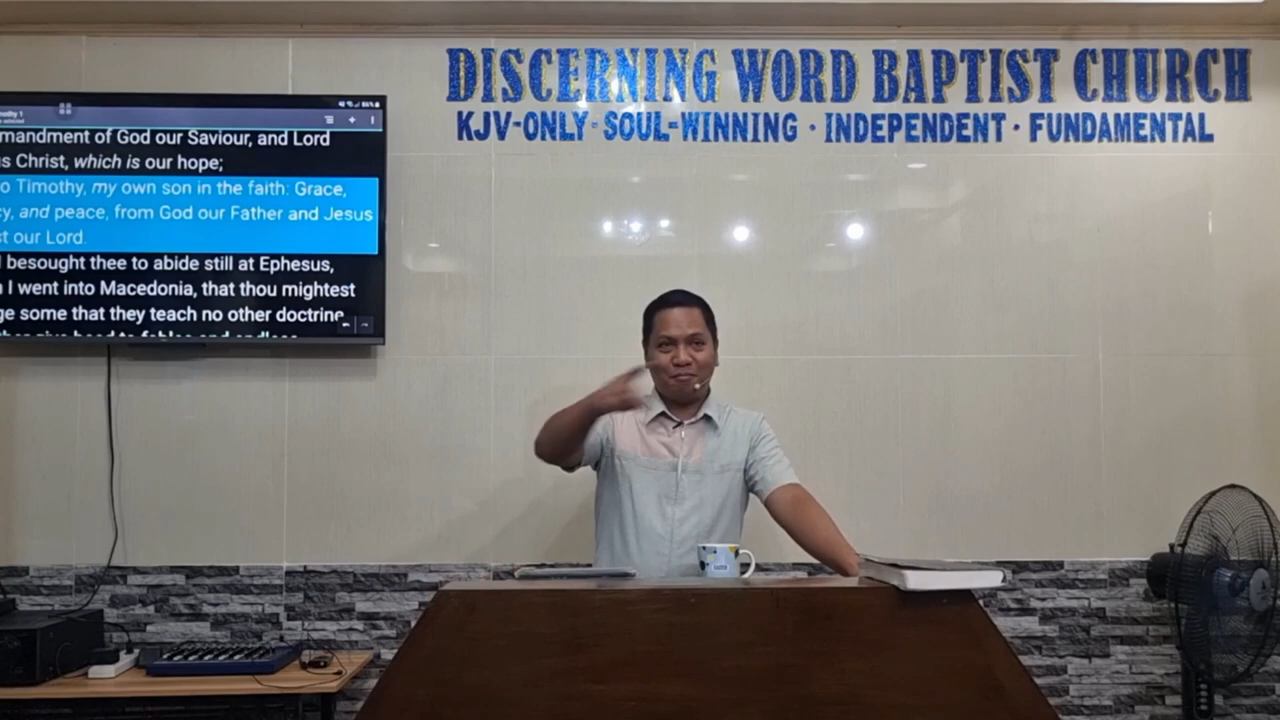 DISCERNING WORD BAPTIST CHURCH
KJV-ONLY · SOUL-WINNING · INDEPENDENT · FUNDAMENTAL
mandment of God our Saviour, and Lord
s Christ, which is our hope;
o Timothy, my own son in the faith: Grace,
cy, and peace, from God our Father and Jesus
st our Lord.
I besought thee to abide still at Ephesus,
I went into Macedonia, that thou mightest
ge some that they teach no other doctrine